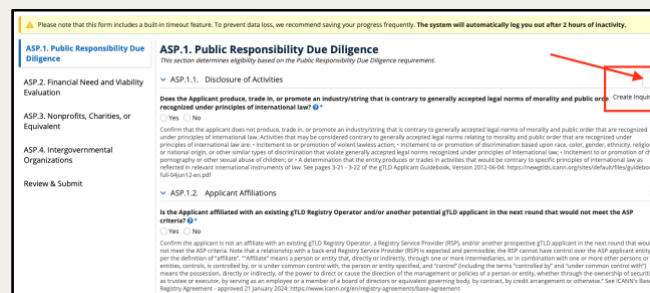 Please note that this form includes a built-in timeout feature. To prevent data loss, we recommend saving your progress frequently. The system will automatically log you out after 2 hours of inactivity.
ASP.1. Public Responsibility Due
Diligence
ASP.2. Financial Need and Viability
Evaluation
ASP.3. Nonprofits, Charities, or
Equivalent
ASP.4. Intergovernmental
Organizations
Review & Submit
ASP.1. Public Responsibility Due Diligence
This section determines eligibility based on the Public Responsibility Due Diligence requirement.
ASP.1.1. Disclosure of Activities
Create Inquir
Does the Applicant produce, trade in, or promote an industry/string that is contrary to generally accepted legal norms of morality and public orde
recognized under principles of international law? *
Yes No
Confirm that the applicant does not produce, trade in, or promote an industry/string that is contrary to generally accepted legal norms of morality and public order that are recognized
under principles of international law. Activities that may be considered contrary to generally accepted legal norms relating to morality and public order that are recognized under
principles of international law are: • Incitement to or promotion of violent lawless action; • Incitement to or promotion of discrimination based upon race, color, gender, ethnicity, religion
or national origin, or other similar types of discrimination that violate generally accepted legal norms recognized under principles of international law; • Incitement to or promotion of ch
pornography or other sexual abuse of children; or • A determination that the entity produces or trades in activities that would be contrary to specific principles of international law as
reflected in relevant international instruments of law. See pages 3-21 - 3-22 of the gTLD Applicant Guidebook, Version 2012-06-04: https://newgtlds.icann.org/sites/default/files/guideboo
full-04jun12-en.pdf
ASP.1.2. Applicant Affiliations
Is the Applicant affiliated with an existing gTLD Registry Operator and/or another potential gTLD applicant in the next round that would not meet the ASP
criteria? *
Yes No
Confirm the applicant is not an affiliate with an existing gTLD Registry Operator, a Registry Service Provider (RSP), and/or another prospective gTLD applicant in the next round that woul
not meet the ASP criteria. Note that a relationship with a back-end Registry Service Provider (RSP) is expected and permissible; the RSP cannot have control over the ASP applicant entity
per the definition of "affiliate". "'Affiliate" means a person or entity that, directly or indirectly, through one or more intermediaries, or in combination with one or more other persons or
entities, controls, is controlled by, or is under common control with, the person or entity specified, and "control" (including the terms "controlled by" and "under common control with")
means the possession, directly or indirectly, of the power to direct or cause the direction of the management or policies of a person or entity, whether through the ownership of securiti
as trustee or executor, by serving as an employee or a member of a board of directors or equivalent governing body, by contract, by credit arrangement or otherwise." See ICANN's Base
Registry Agreement - approved 21 January 2024: https://www.icann.org/en/registry-agreements/base-agreement